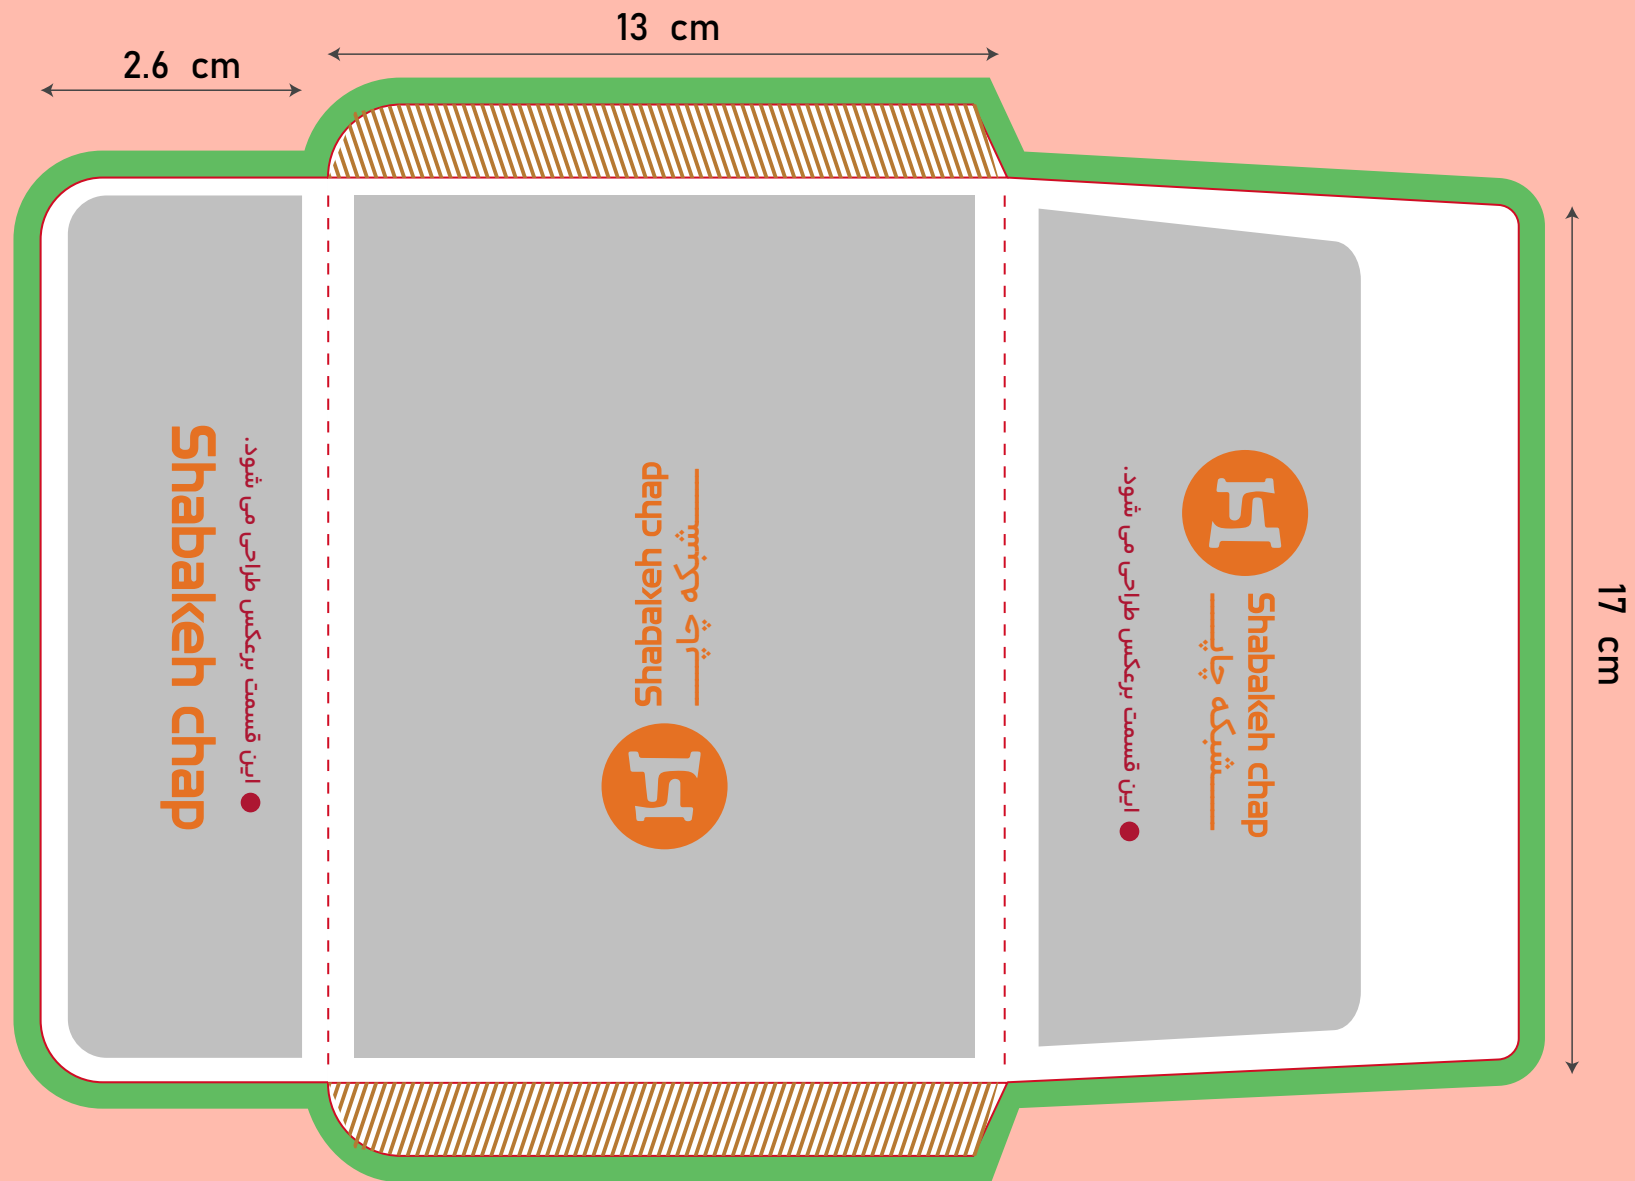 13 cm
2.6 cm
Shabakeh chap
این قسمت برعکس طراحی می شود.
Shabakeh chap
شبکه چاپ
این قسمت برعکس طراحی می شود.
شبکه چاپ
Shabakeh chap
17 cm